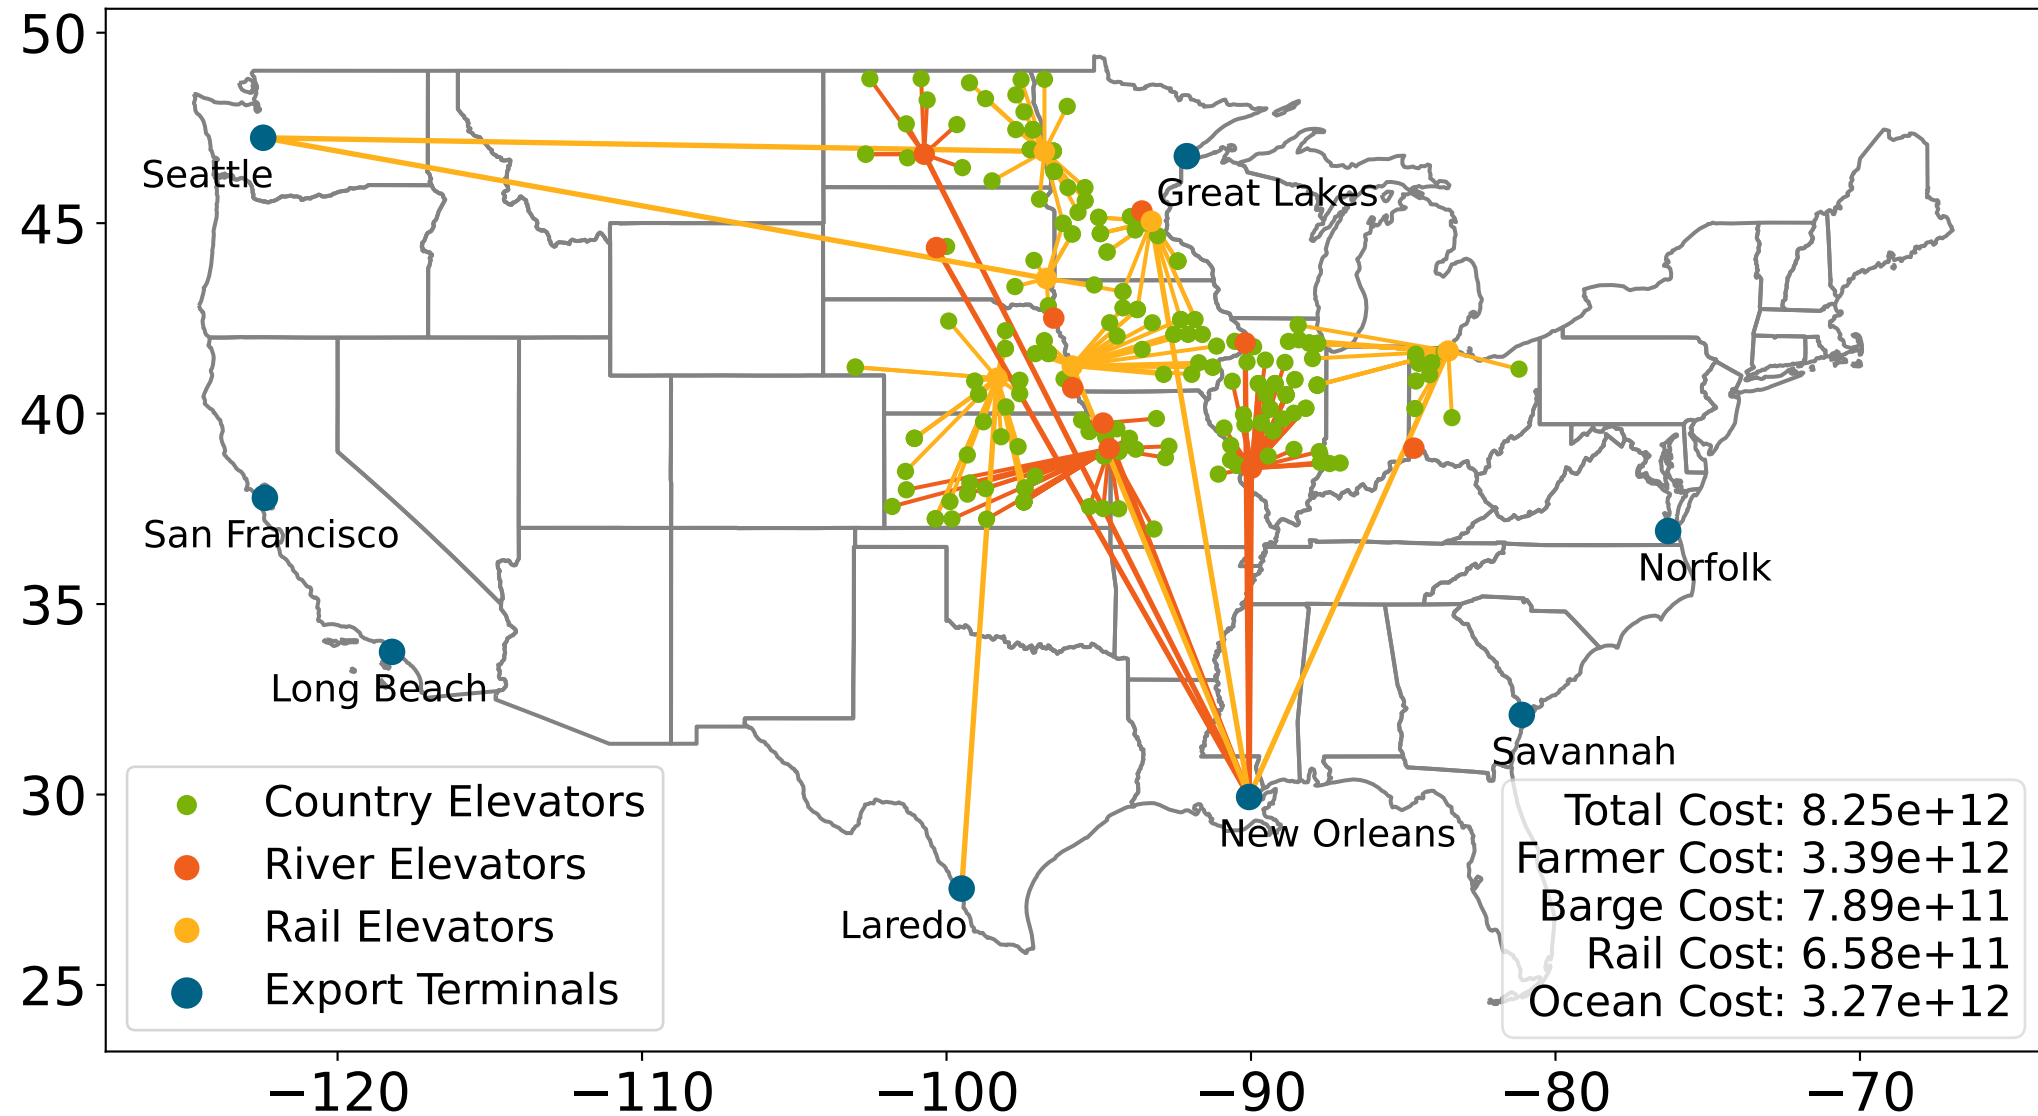 50
45
40
35
30
25
Seattle
Great Lakes
San Francisco
Norfolk
Long Beach
Savannah
New Orleans
Laredo
Country Elevators
River Elevators
Rail Elevators
Export Terminals
Total Cost: 8.25e+12
Farmer Cost: 3.39e+12
Barge Cost: 7.89e+11
Rail Cost: 6.58e+11
Ocean Cost: 3.27e+12
−120 −110 −100 −90 −80 −70